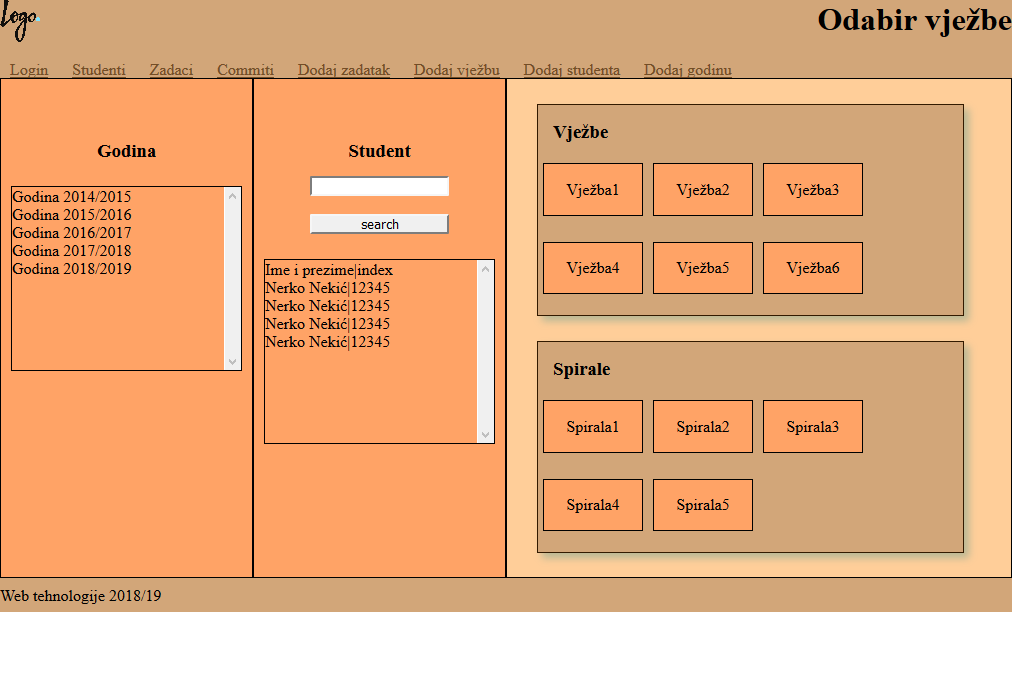 Logo
Odabir vježbe
Login Studenti Zadaci Commiti Dodaj zadatak Dodaj vježbu Dodaj studenta Dodaj godinu
Godina
Godina 2014/2015
Godina 2015/2016
Godina 2016/2017
Godina 2017/2018
Godina 2018/2019
Student
search
Ime i prezime|index
Nerko Nekić|12345
Nerko Nekić|12345
Nerko Nekić|12345
Nerko Nekić|12345
Vježbe
Vježba1 Vježba2 Vježba3
Vježba4 Vježba5 Vježba6
Spirale
Spirala1 Spirala2 Spirala3
Spirala4 Spirala5
Web tehnologije 2018/19